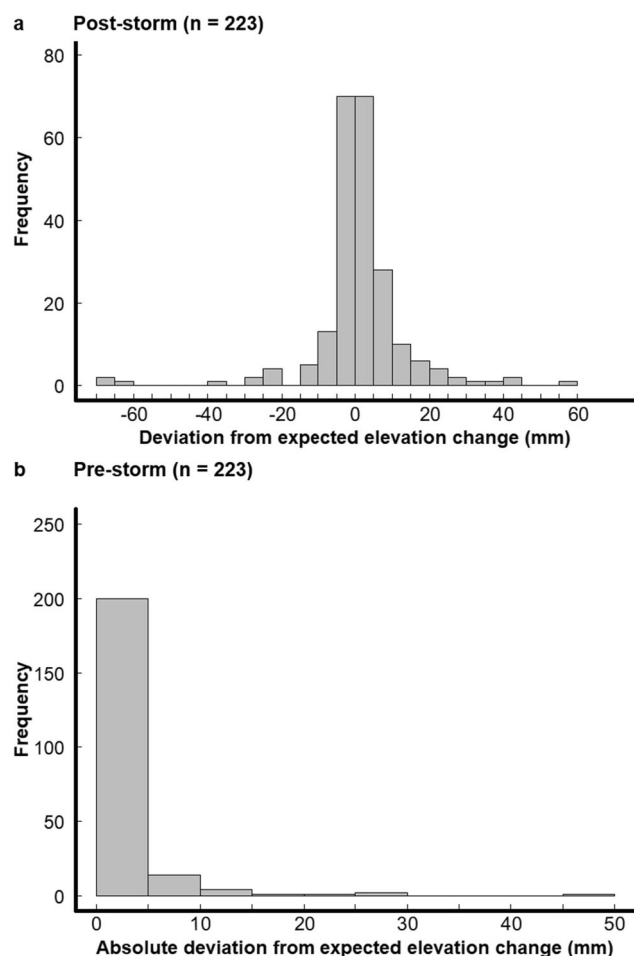 a Post-storm (n = 223)
80
60
40
20
0
Frequency
-60 -40 -20 0 20 40 60
Deviation from expected elevation change (mm)
b Pre-storm (n = 223)
250
200
150
100
50
0
Frequency
0 10 20 30 40 50
Absolute deviation from expected elevation change (mm)